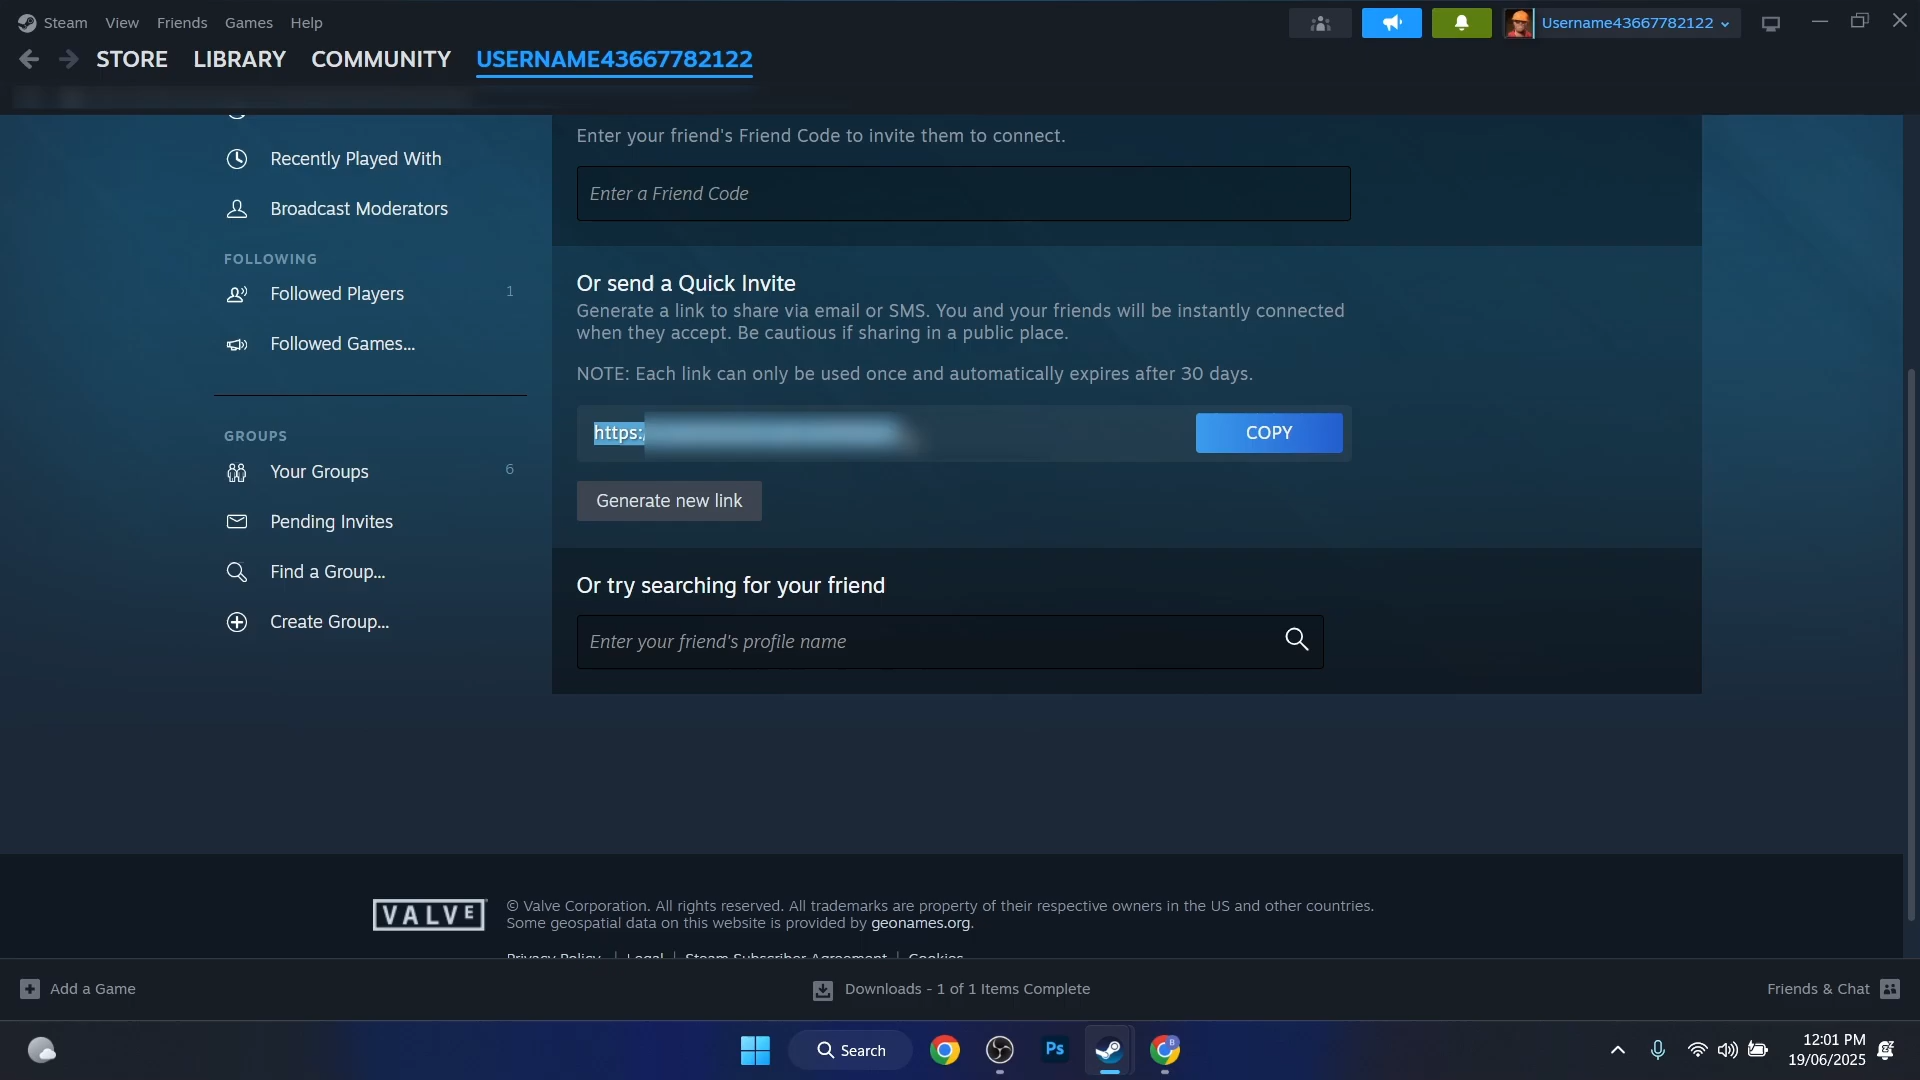 Steam View Friends Games Help
Username43667782122
STORE LIBRARY COMMUNITY USERNAME43667782122
Recently Played With
Broadcast Moderators
FOLLOWING
Followed Players 1
Followed Games...
GROUPS
Your Groups 6
Pending Invites
Find a Group...
Create Group...
Enter your friend's Friend Code to invite them to connect.
Enter a Friend Code
Or send a Quick Invite
Generate a link to share via email or SMS. You and your friends will be instantly connected
when they accept. Be cautious if sharing in a public place.
NOTE: Each link can only be used once and automatically expires after 30 days.
https:
COPY
Generate new link
Or try searching for your friend
Enter your friend's profile name
VALVE
© Valve Corporation. All rights reserved. All trademarks are property of their respective owners in the US and other countries.
Some geospatial data on this website is provided by geonames.org.
Privacy Policy | Legal | Steam Subscriber Agreement | Cookies
Add a Game
Downloads - 1 of 1 Items Complete
Friends & Chat
Search
Ps
B
12:01 PM
19/06/2025